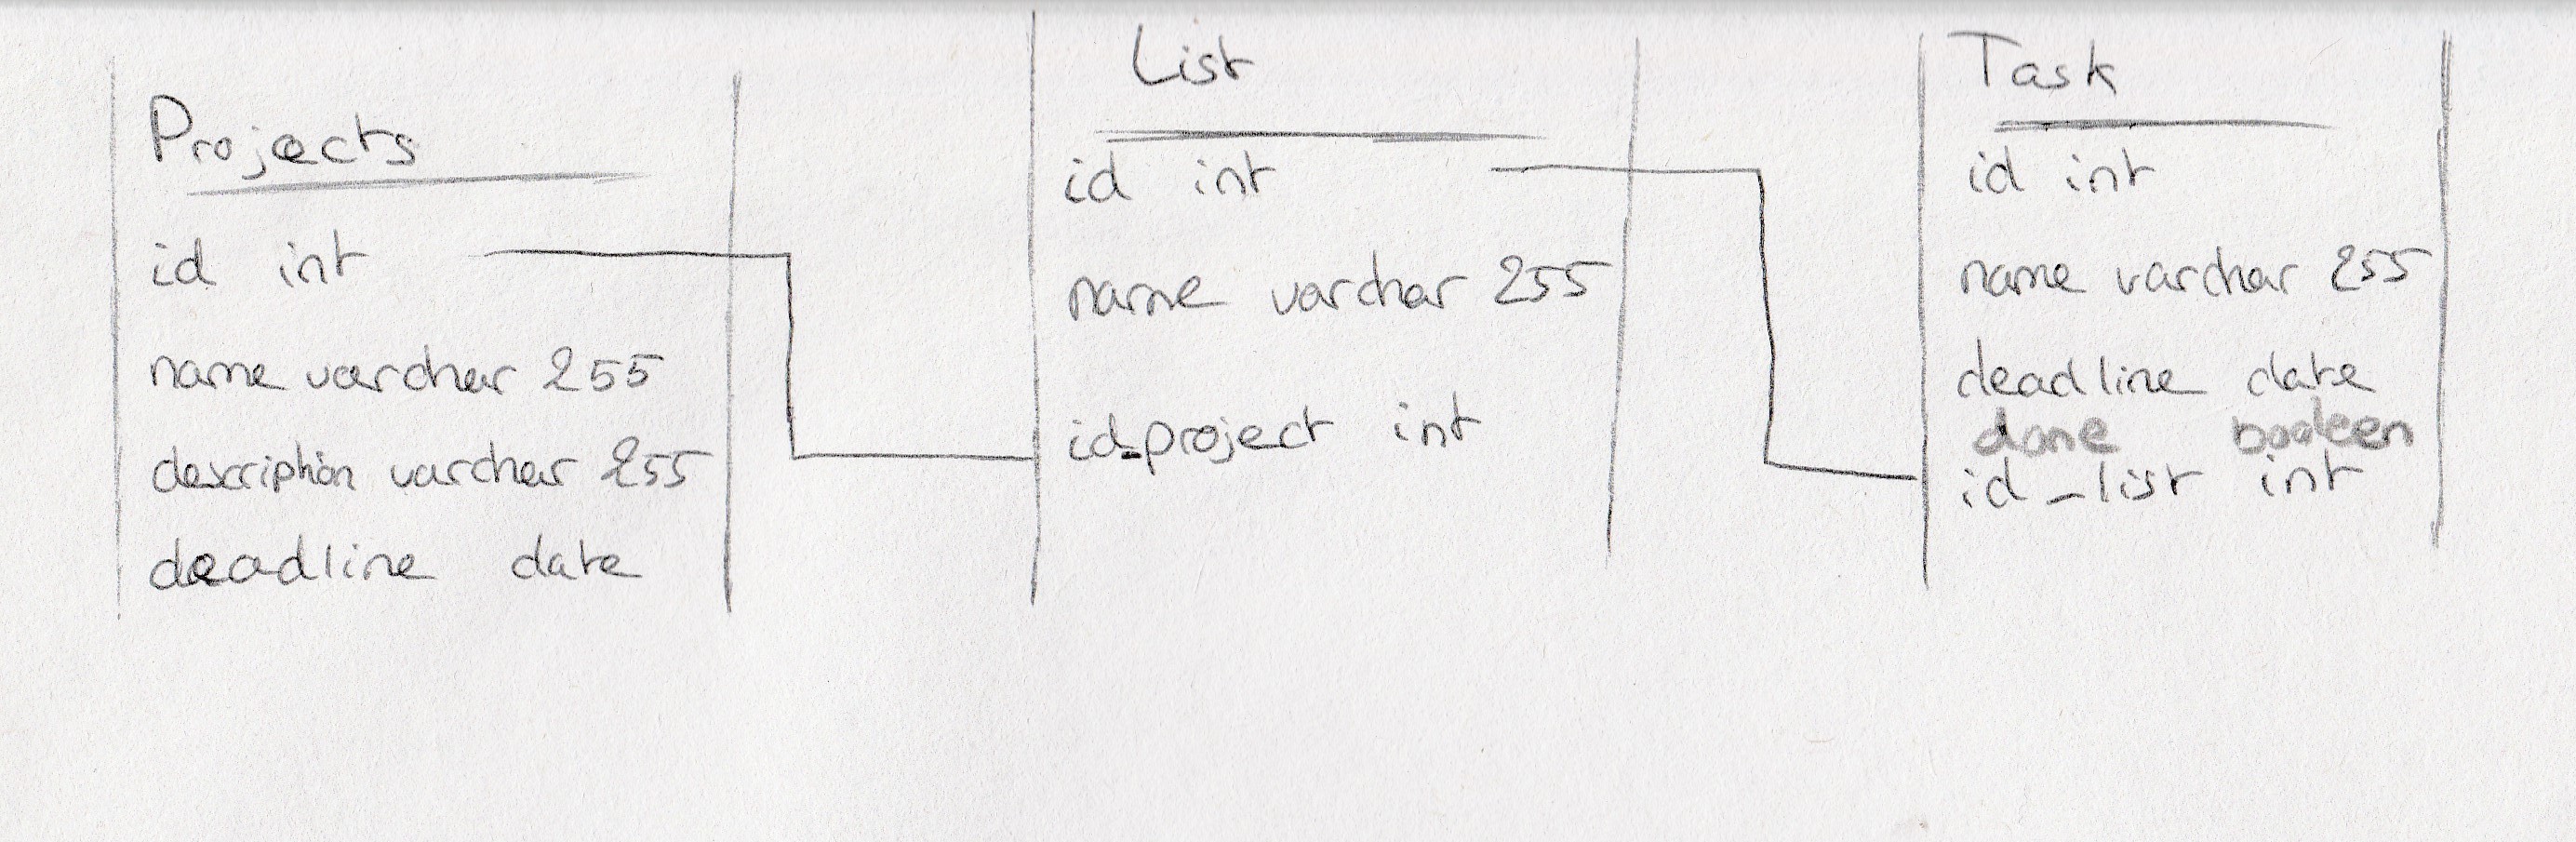 Projects
id int
name varchar 255
description varchar 255
deadline date
List
id int
name varchar 255
id_project int
Task
id int
name varchar 255
deadline date
done booleen
id_list int